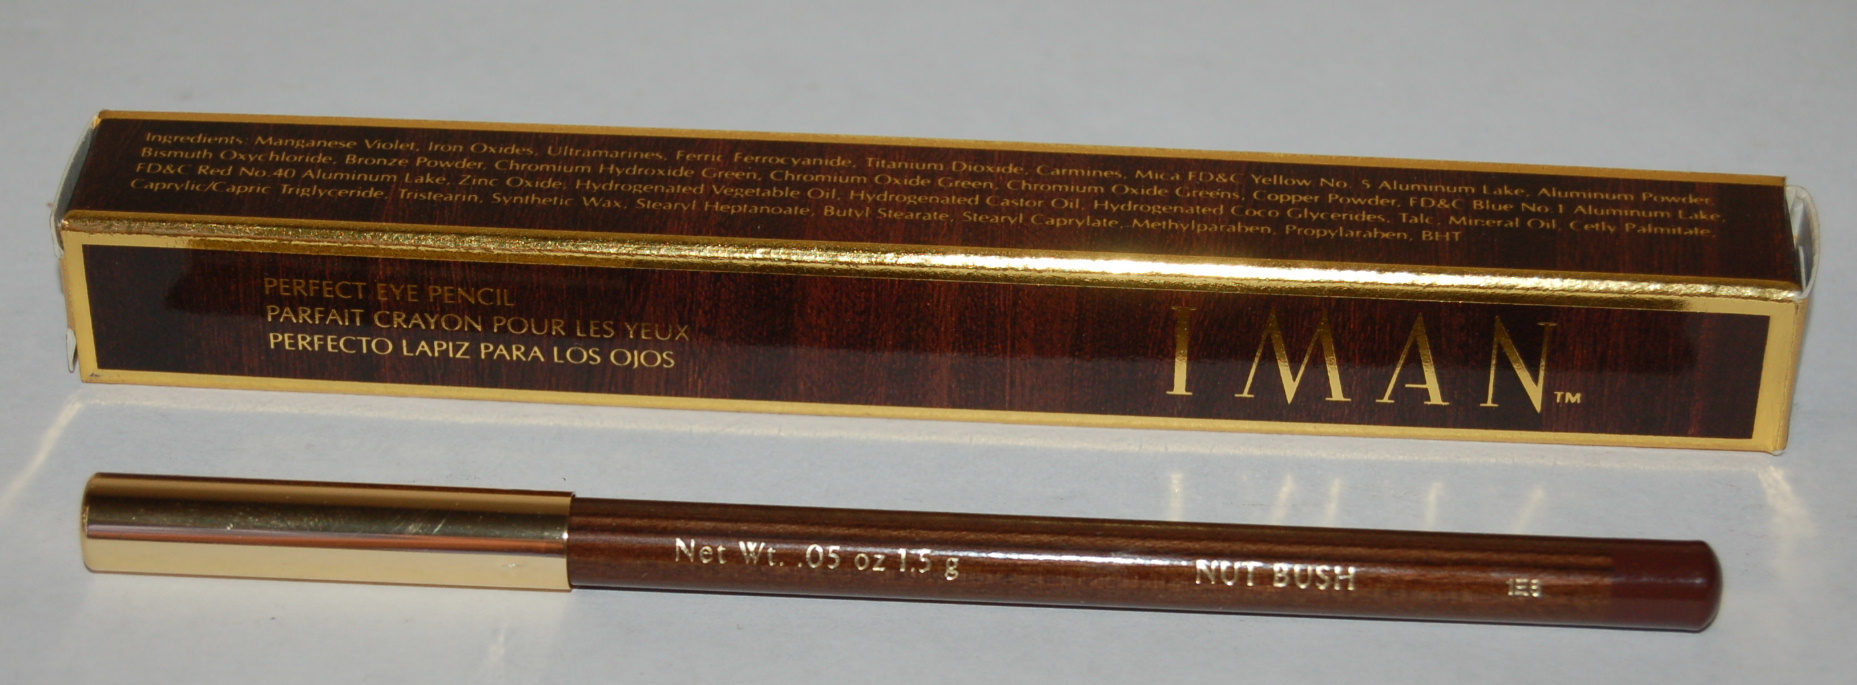 Ingredients: Manganese Violet, Iron Oxides, Ultramarines, Ferric Ferrocyanide, Titanium Dioxide, Carmines, Mica FD&C Yellow No. 5 Aluminum Lake, Aluminum Powder,
Bismuth Oxychloride, Bronze Powder, Chromium Hydroxide Green, Chromium Oxide Green, Chromium Oxide Greens, Copper Powder, FD&C Blue No.1 Aluminum Lake,
FD&C Red No.40 Aluminum Lake, Zinc Oxide, Hydrogenated Vegetable Oil, Hydrogenated Castor Oil, Hydrogenated Coco Glycerides, Talc, Mineral Oil, Cetly Palmitate,
Caprylic/Capric Triglyceride, Tristearin, Synthetic Wax, Stearyl Heptanoate, Butyl Stearate, Stearyl Caprylate, Methylparaben, Propylaraben, BHT
PERFECT EYE PENCIL
PARFAIT CRAYON POUR LES YEUX
PERFECTO LAPIZ PARA LOS OJOS
IMAN™
Net Wt. .05 oz 1.5 g
NUT BUSH